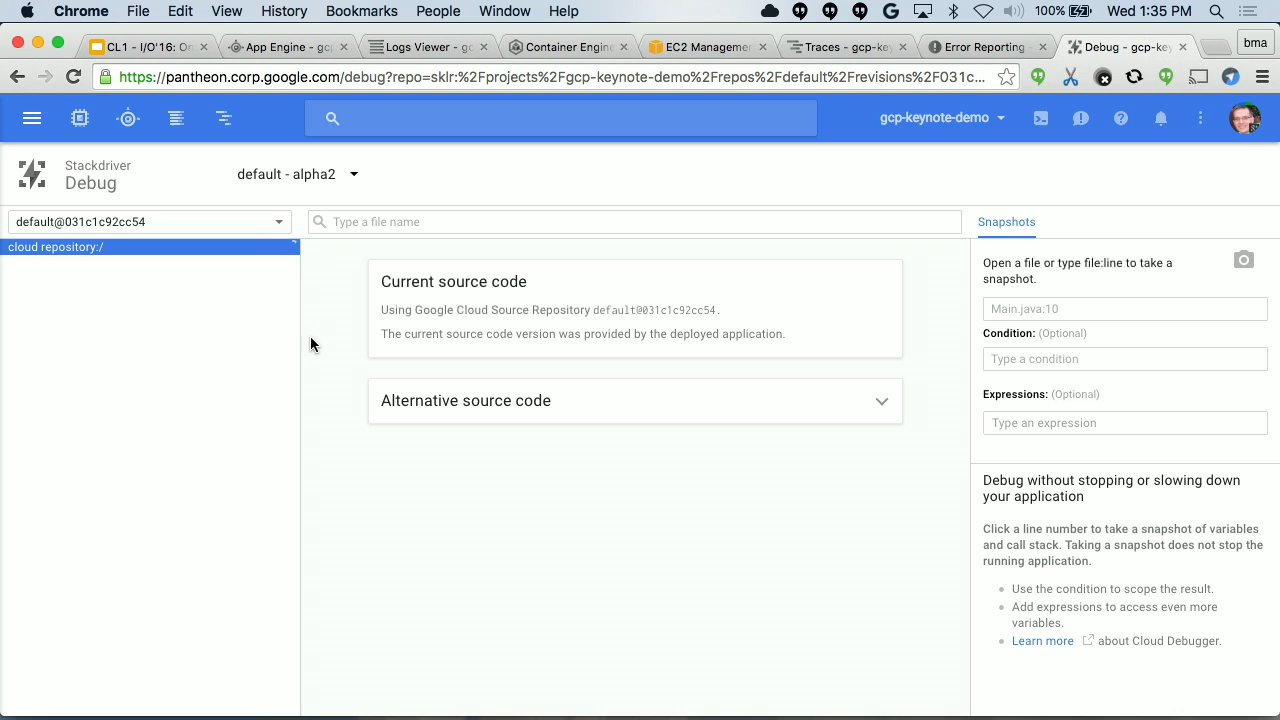 Chrome File Edit View History Bookmarks People Window Help 100% Wed 1:35 PM
CL1 - I/O'16: On App Engine - gcp Logs Viewer - gc Container Engin EC2 Managemen Traces - gcp-key Error Reporting - Debug - gcp-key bma
https://pantheon.corp.google.com/debug?repo=sklr:%2Fprojects%2Fgcp-keynote-demo%2Frepos%2Fdefault%2Frevisions%2F031c...
gcp-keynote-demo
Stackdriver
Debug
default - alpha2
default@031c1c92cc54
Type a file name
Snapshots
cloud repository:/
Current source code
Using Google Cloud Source Repository default@031c1c92cc54.
The current source code version was provided by the deployed application.
Alternative source code
Open a file or type file:line to take a
snapshot.
Main.java:10
Condition: (Optional)
Type a condition
Expressions: (Optional)
Type an expression
Debug without stopping or slowing down
your application
Click a line number to take a snapshot of variables
and call stack. Taking a snapshot does not stop the
running application.
Use the condition to scope the result.
Add expressions to access even more
variables.
Learn more about Cloud Debugger.